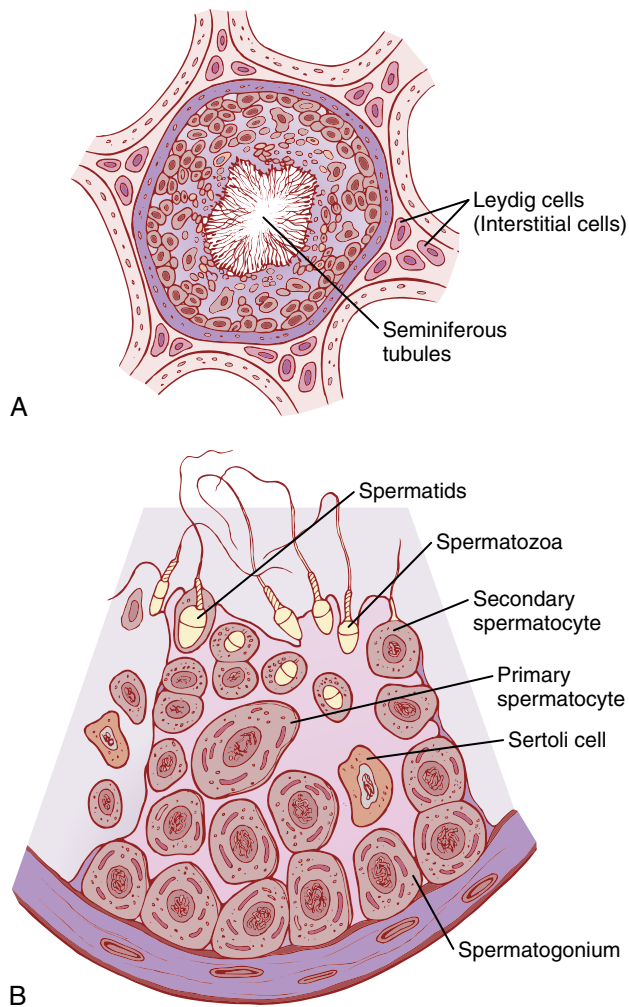 Leydig cells
(Interstitial cells)
Seminiferous
tubules
A
Spermatids
Spermatozoa
Secondary
spermatocyte
Primary
spermatocyte
Sertoli cell
Spermatogonium
B